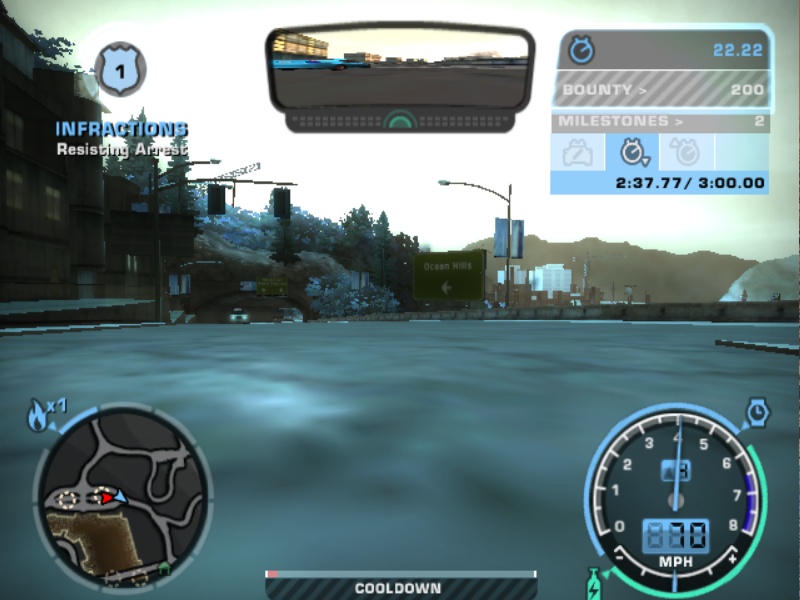 1
INFRACTIONS
Resisting Arrest
22.22
BOUNTY > 200
MILESTONES > 2
2:37.77/ 3:00.00
Ocean Hills
x1
0 1 2 3 4 5 6 7 8
70
MPH
COOLDOWN